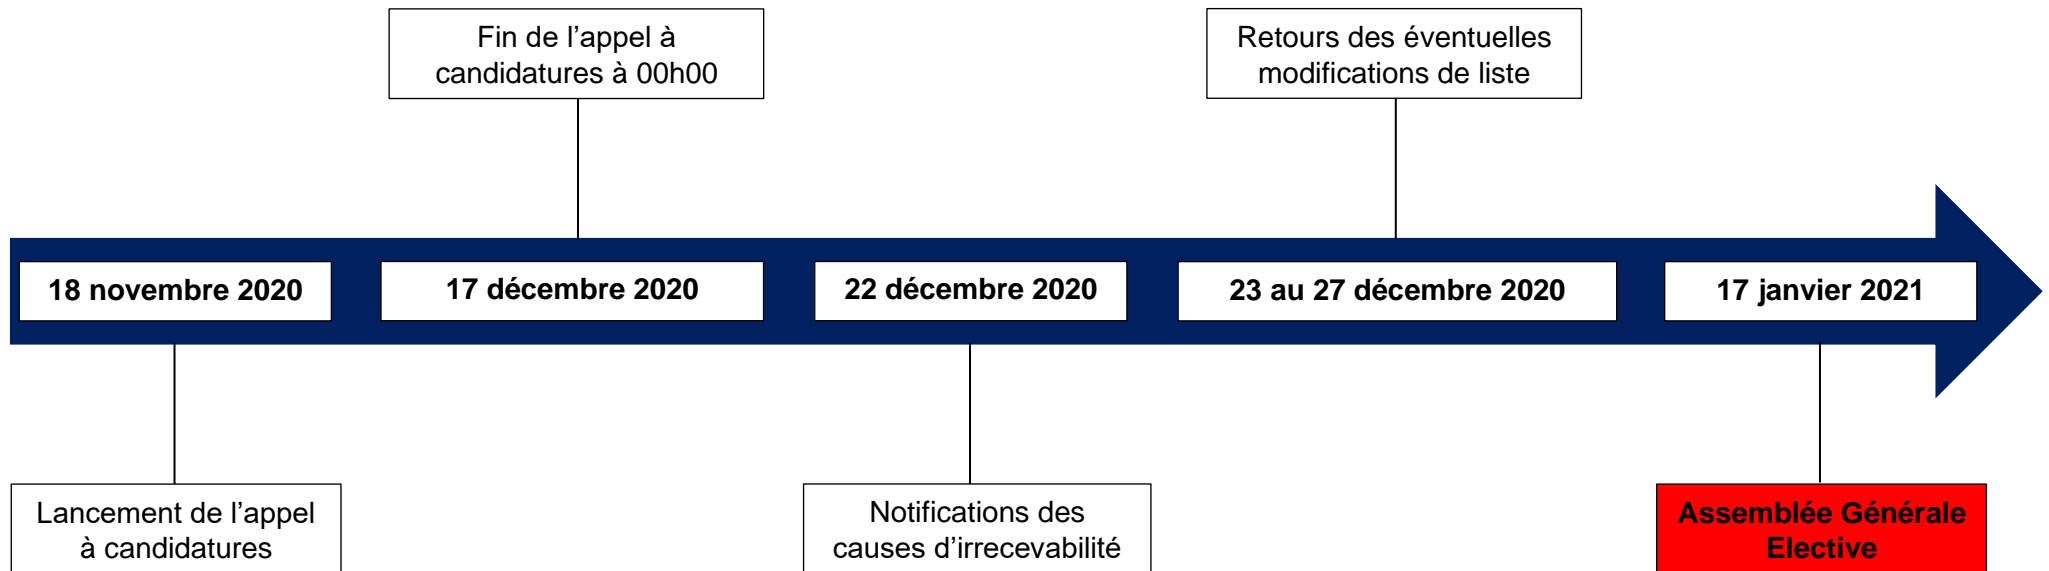 Fin de l’appel à
candidatures à 00h00
Retours des éventuelles
modifications de liste
18 novembre 2020
17 décembre 2020
22 décembre 2020
23 au 27 décembre 2020
17 janvier 2021
Lancement de l’appel
à candidatures
Notifications des
causes d’irrecevabilité
Assemblée Générale
Elective